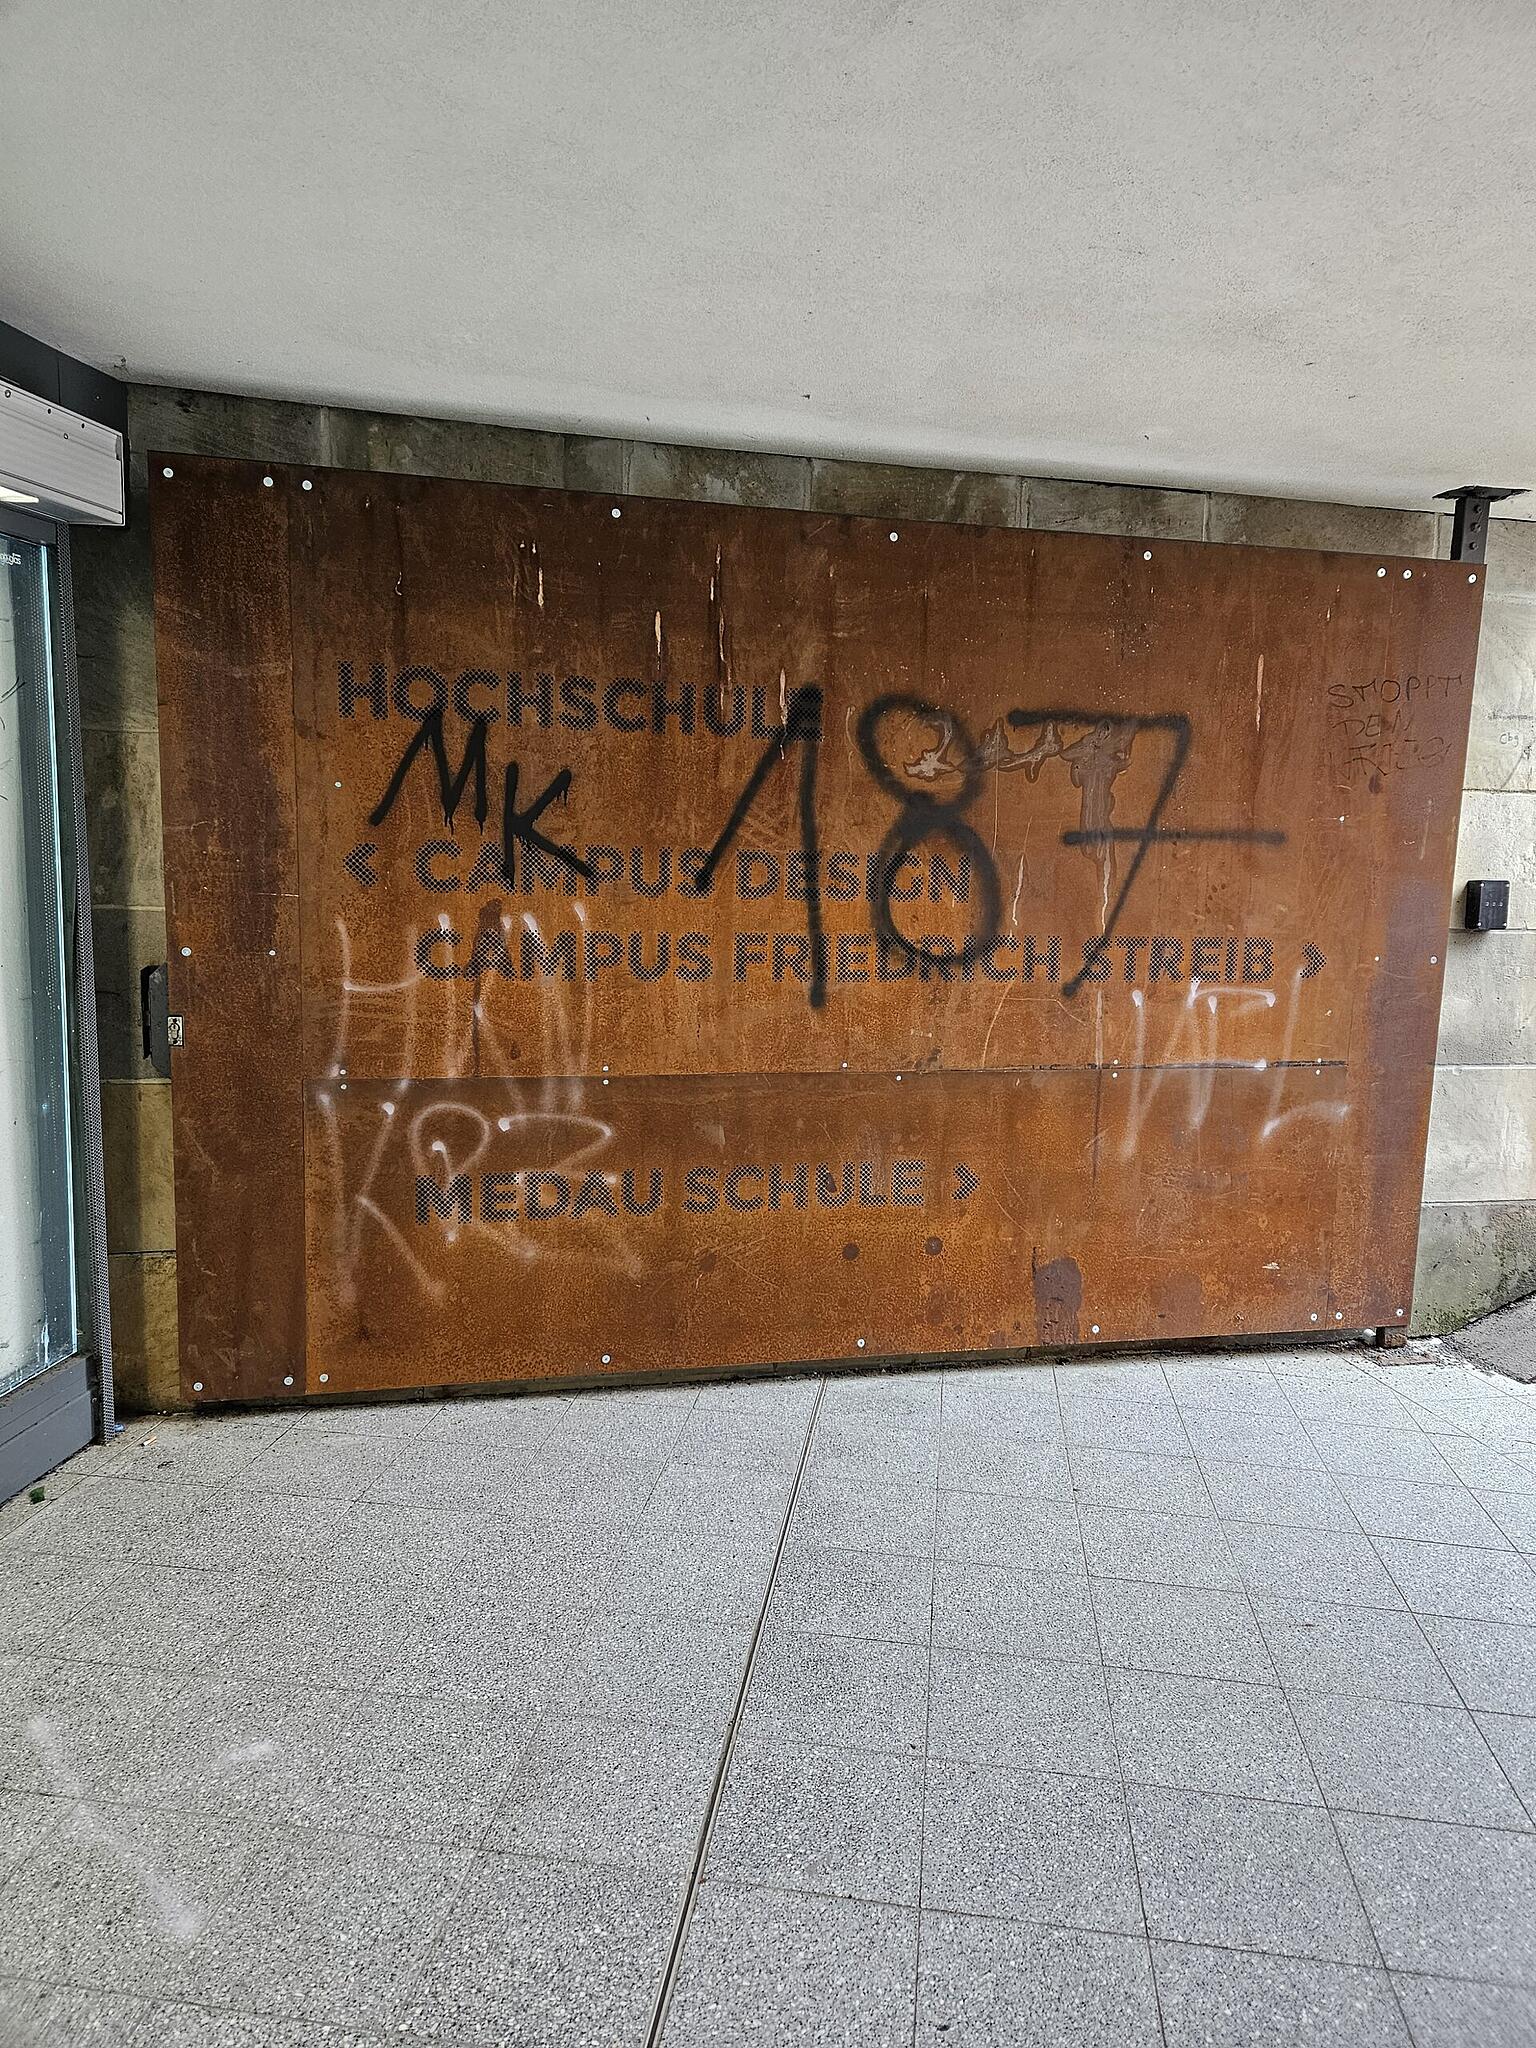 HOCHSCHULE
MK 187
STOPPT
DEN
< CAMPUS DESIGN
CAMPUS FRIEDRICH STREIB >
MEDAU SCHULE >